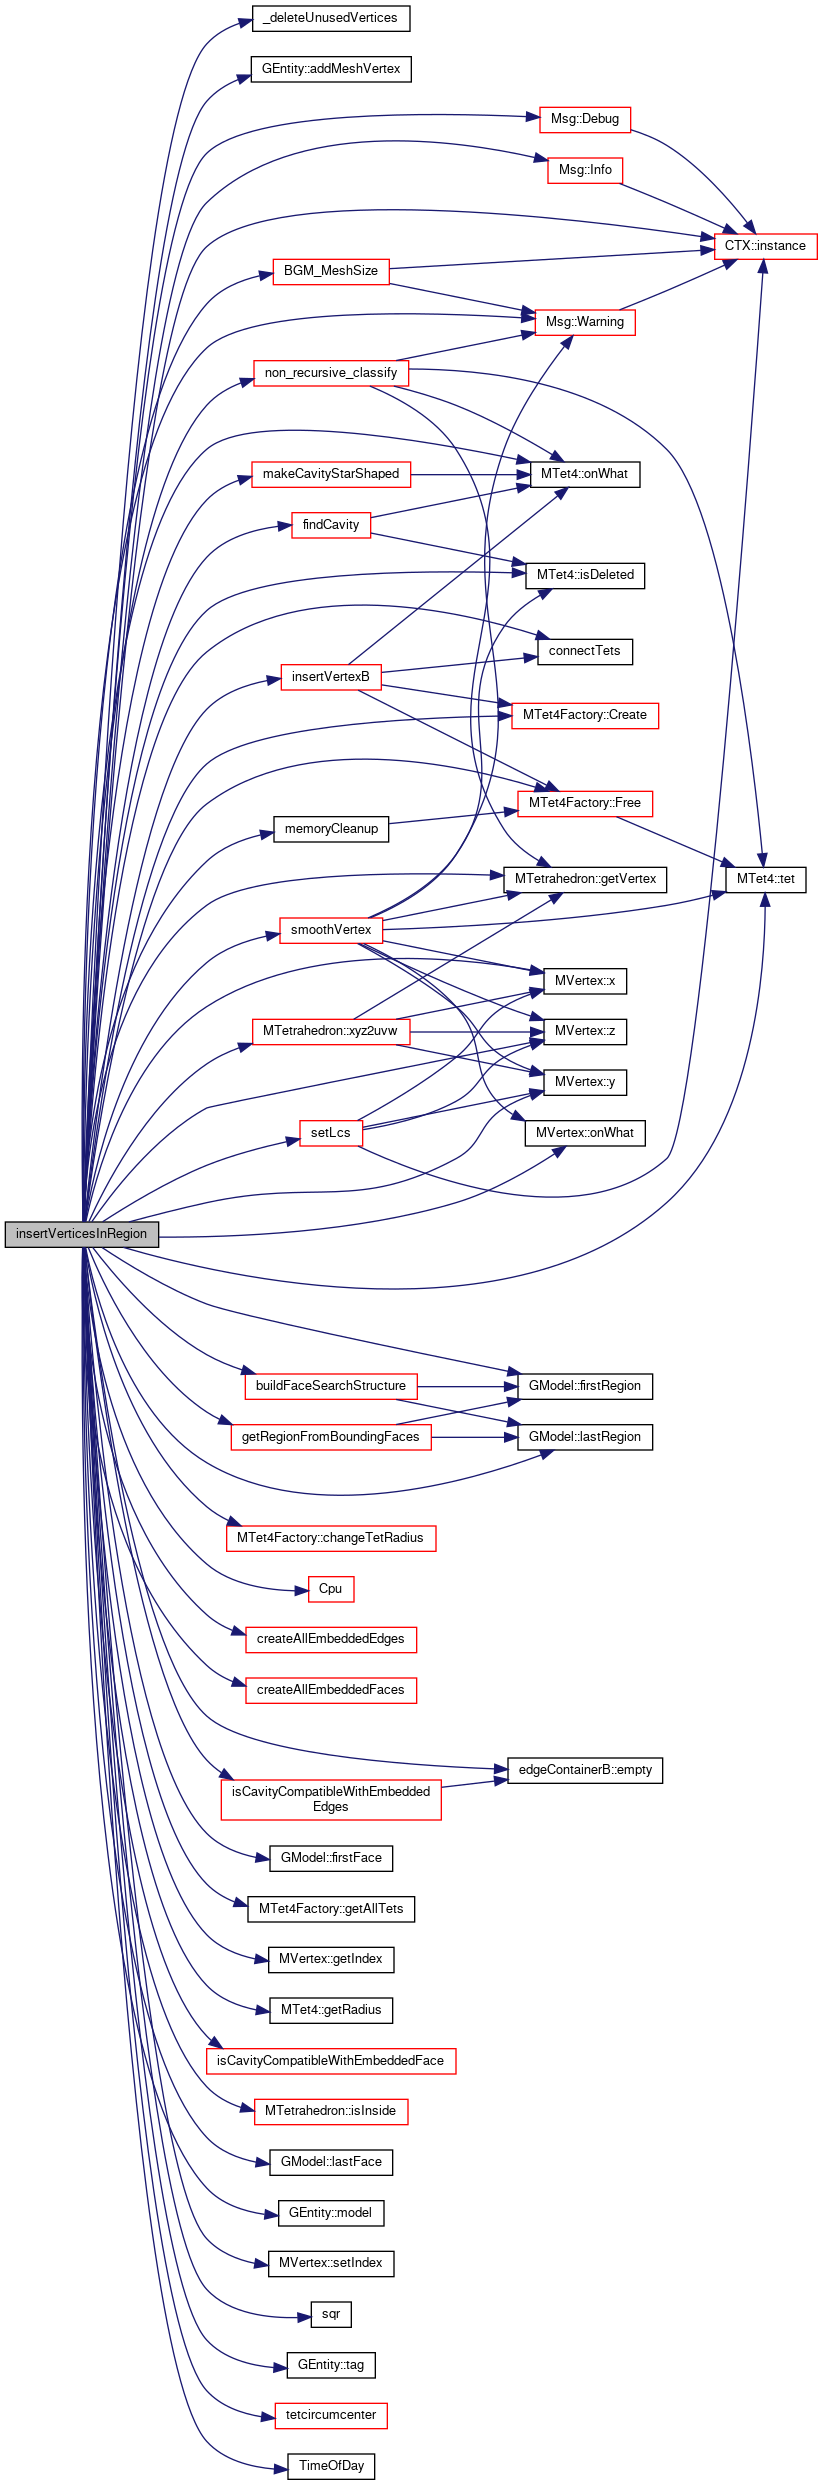 _deleteUnusedVertices
GEntity::addMeshVertex
Msg::Debug
Msg::Info
CTX::instance
BGM_MeshSize
Msg::Warning
non_recursive_classify
makeCavityStarShaped
MTet4::onWhat
findCavity
MTet4::isDeleted
connectTets
insertVertexB
MTet4Factory::Create
MTet4Factory::Free
memoryCleanup
MTetrahedron::getVertex
MTet4::tet
smoothVertex
MVertex::x
MTetrahedron::xyz2uvw
MVertex::z
MVertex::y
setLcs
MVertex::onWhat
insertVerticesInRegion
buildFaceSearchStructure
GModel::firstRegion
getRegionFromBoundingFaces
GModel::lastRegion
MTet4Factory::changeTetRadius
Cpu
createAllEmbeddedEdges
createAllEmbeddedFaces
edgeContainerB::empty
isCavityCompatibleWithEmbedded
Edges
GModel::firstFace
MTet4Factory::getAllTets
MVertex::getIndex
MTet4::getRadius
isCavityCompatibleWithEmbeddedFace
MTetrahedron::isInside
GModel::lastFace
GEntity::model
MVertex::setIndex
sqr
GEntity::tag
tetcircumcenter
TimeOfDay